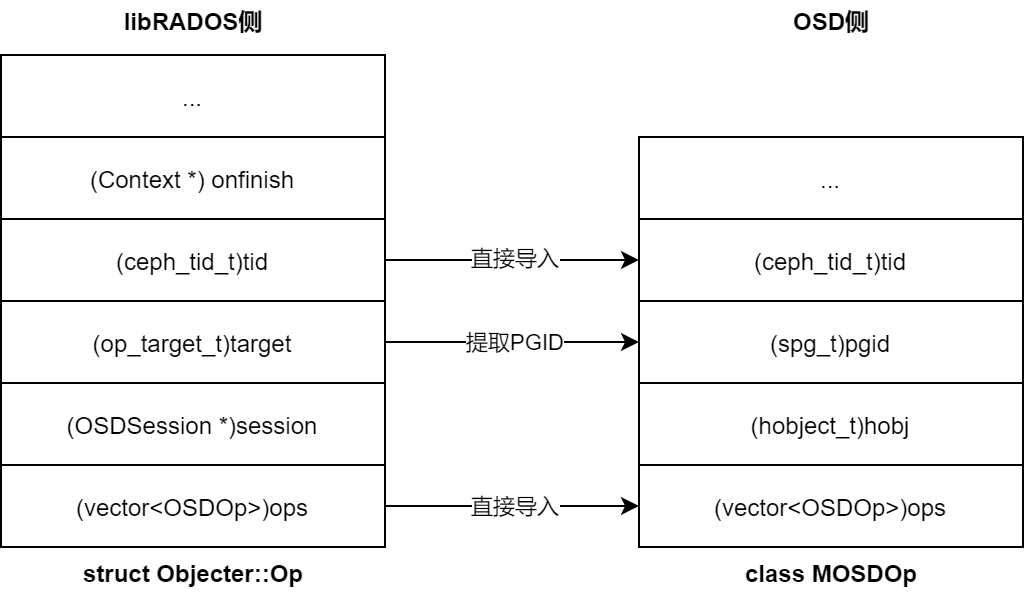 libRADOS侧
OSD侧
...
(Context *) onfinish
...
(ceph_tid_t)tid
直接导入
(ceph_tid_t)tid
(op_target_t)target
提取PGID
(spg_t)pgid
(OSDSession *)session
(hobject_t)hobj
(vector<OSDOp>)ops
直接导入
(vector<OSDOp>)ops
struct Objecter::Op
class MOSDOp